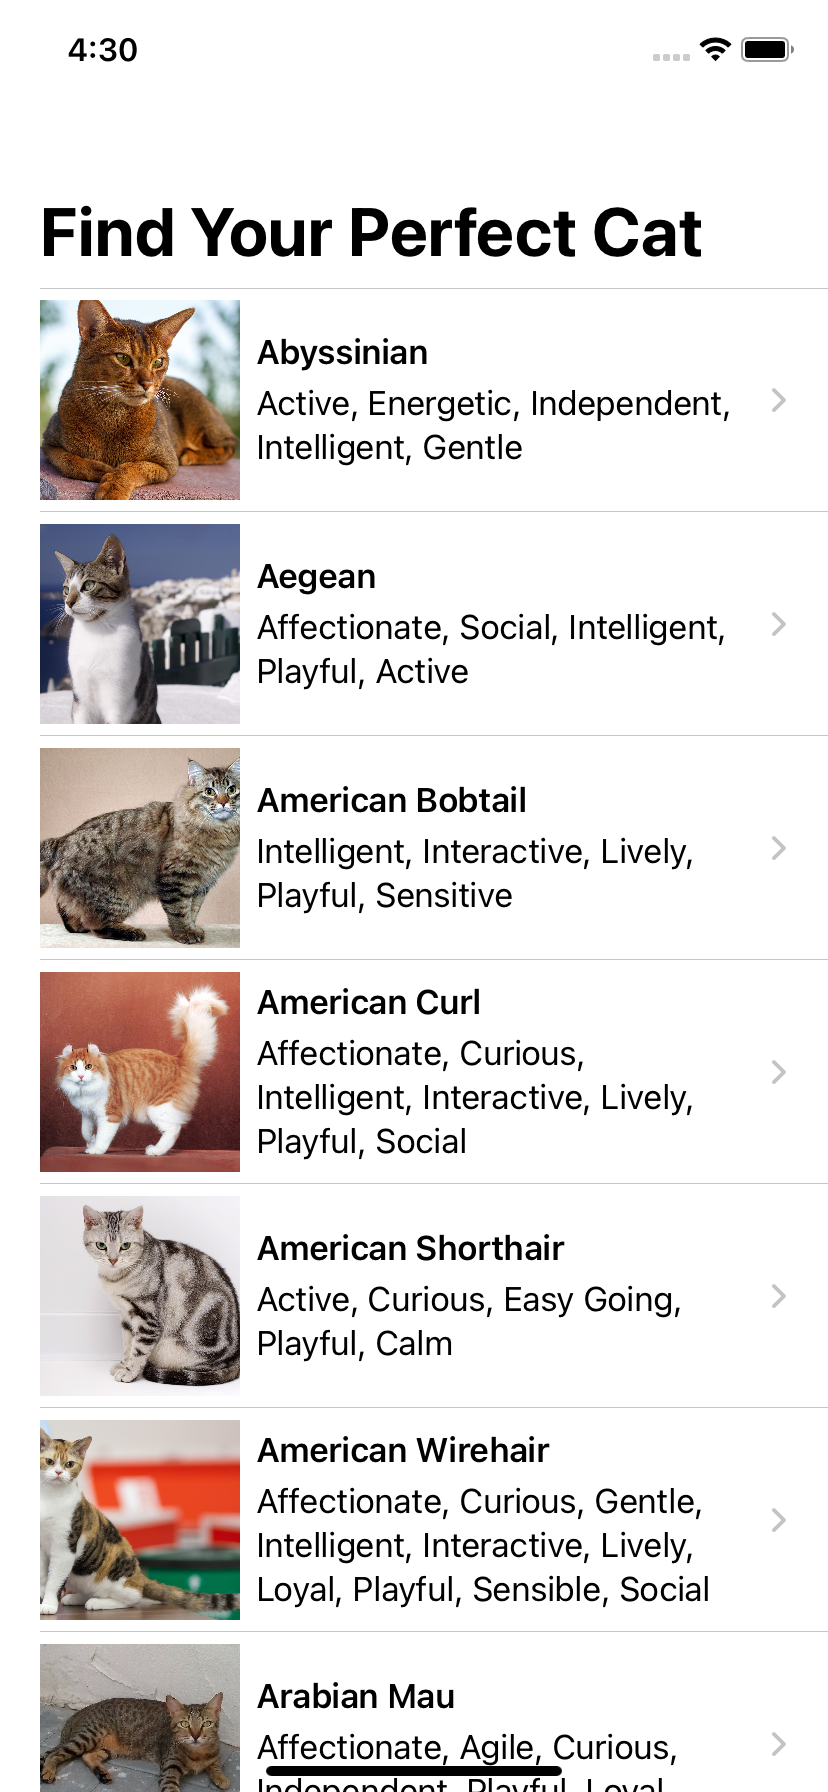 4:30
Find Your Perfect Cat
Abyssinian
Active, Energetic, Independent,
Intelligent, Gentle
Aegean
Affectionate, Social, Intelligent,
Playful, Active
American Bobtail
Intelligent, Interactive, Lively,
Playful, Sensitive
American Curl
Affectionate, Curious,
Intelligent, Interactive, Lively,
Playful, Social
American Shorthair
Active, Curious, Easy Going,
Playful, Calm
American Wirehair
Affectionate, Curious, Gentle,
Intelligent, Interactive, Lively,
Loyal, Playful, Sensible, Social
Arabian Mau
Affectionate, Agile, Curious,
Independent, Playful, Loyal